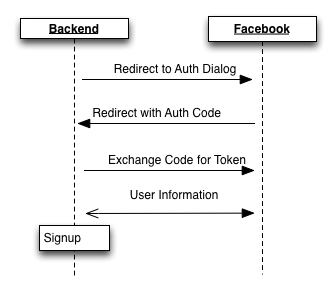 Backend
Facebook
Redirect to Auth Dialog
Redirect with Auth Code
Exchange Code for Token
User Information
Signup